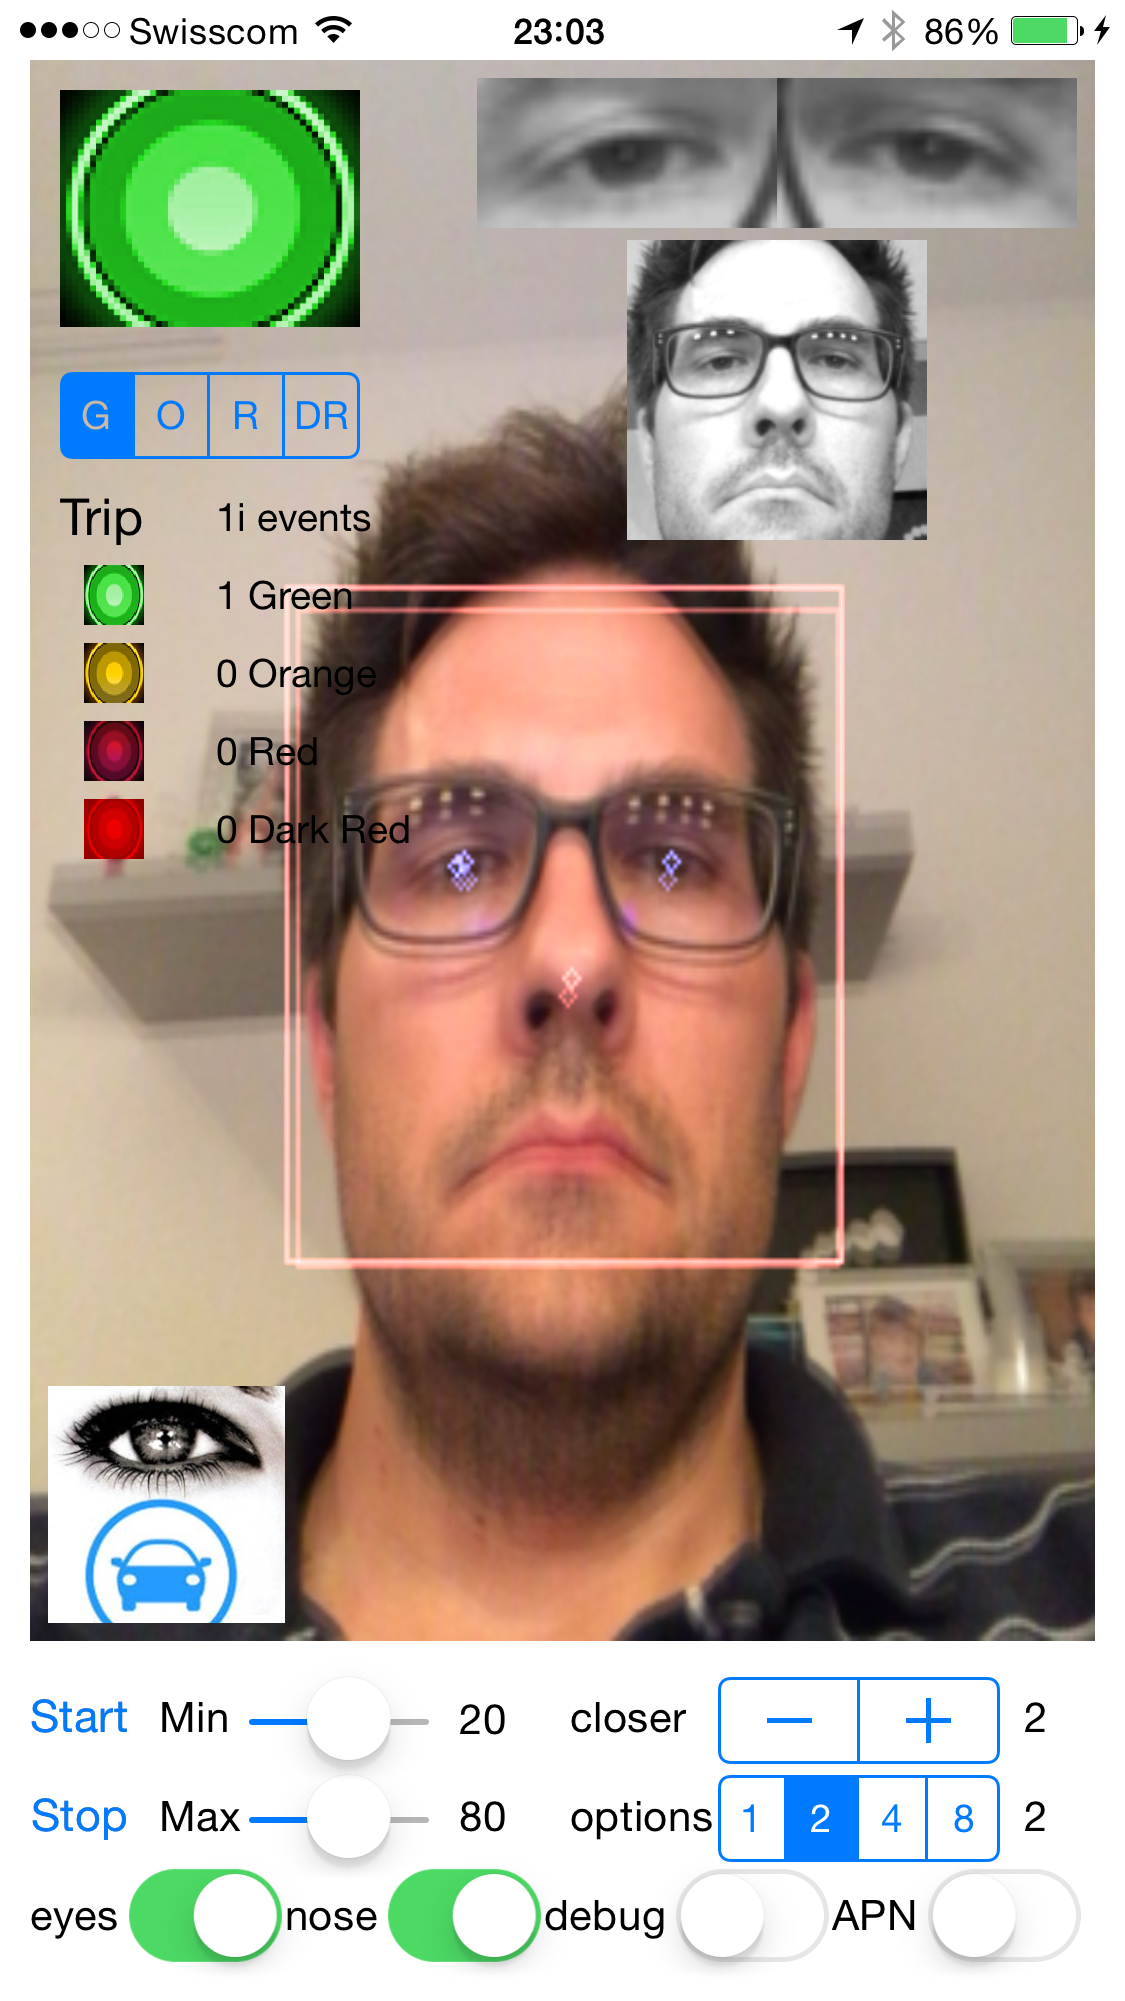 Swisscom 23:03 86%
G O R DR
Trip 1i events
1 Green
0 Orange
0 Red
0 Dark Red
Start Min 20 closer − + 2
Stop Max 80 options 1 2 4 8 2
eyes nose debug APN